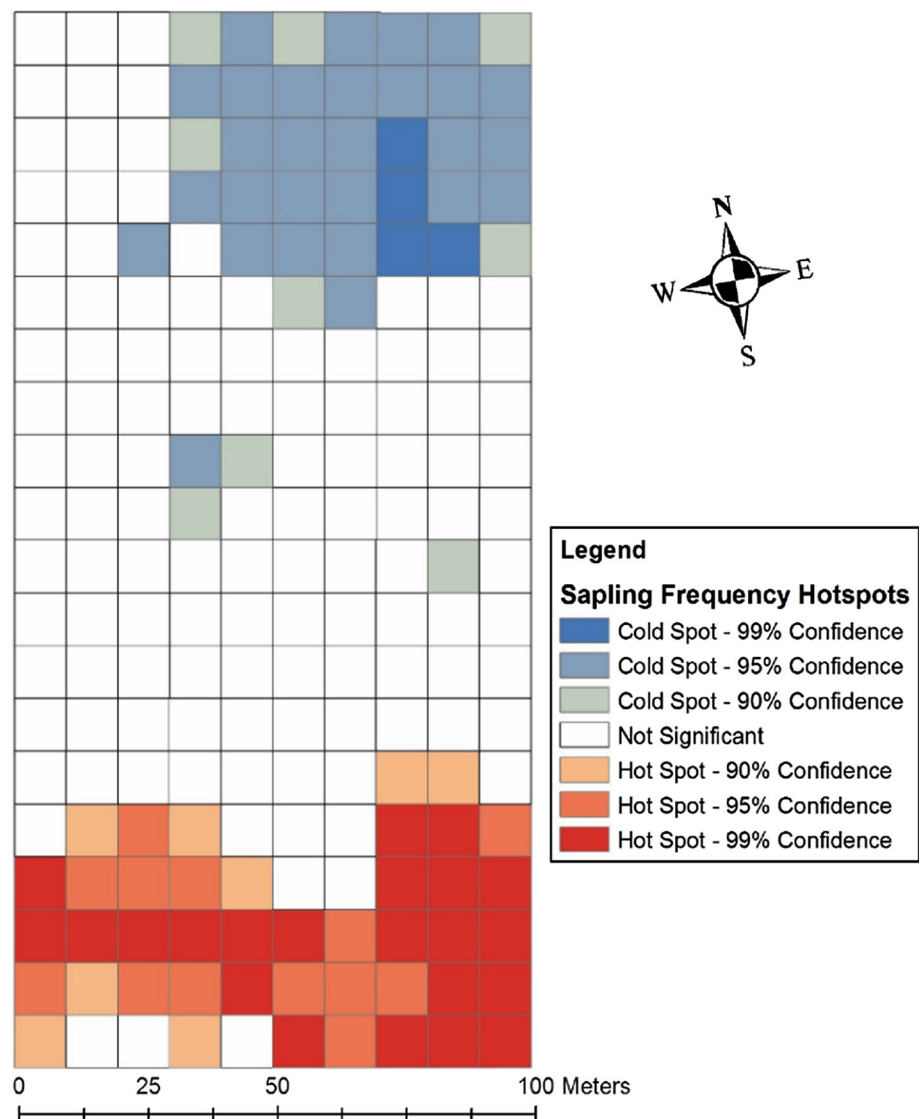 N
W E
S
Legend
Sapling Frequency Hotspots
Cold Spot - 99% Confidence
Cold Spot - 95% Confidence
Cold Spot - 90% Confidence
Not Significant
Hot Spot - 90% Confidence
Hot Spot - 95% Confidence
Hot Spot - 99% Confidence
0 25 50 100 Meters